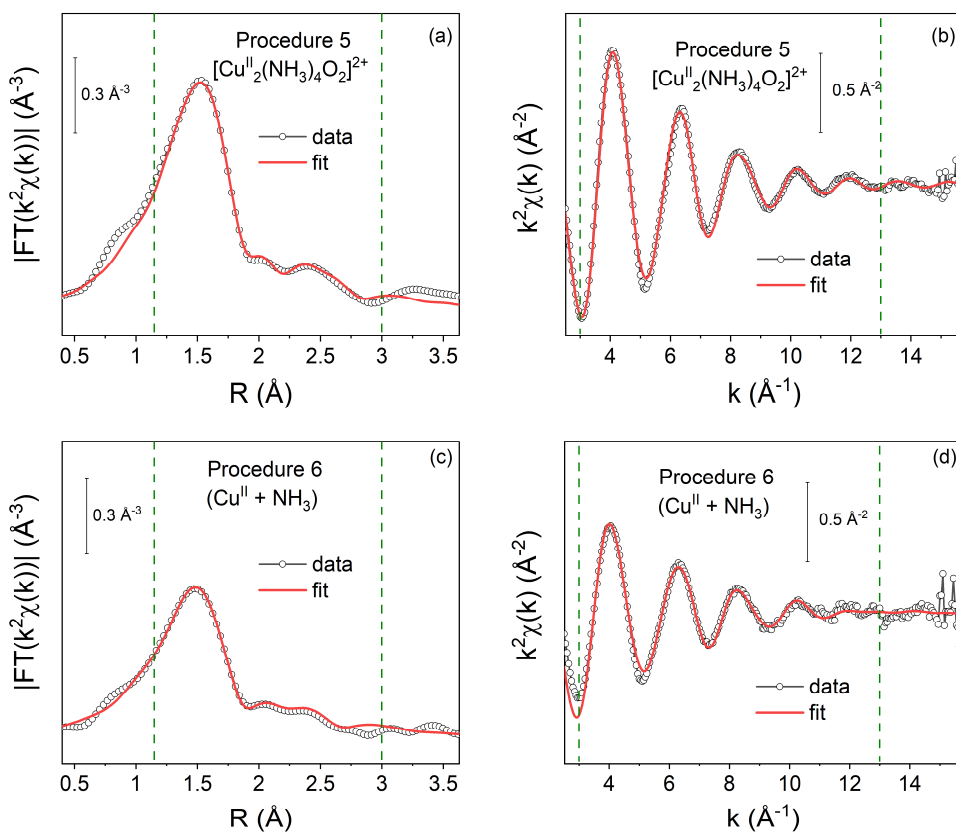 (a)
Procedure 5
[Cu^II_2(NH_3)_4O_2]^2+
0.3 Å^-3
data
fit
|FT(k^2χ(k))| (Å^-3)
0.5 1 1.5 2 2.5 3 3.5
R (Å)
(b)
Procedure 5
[Cu^II_2(NH_3)_4O_2]^2+
0.5 Å^-2
data
fit
k^2χ(k) (Å^-2)
4 6 8 10 12 14
k (Å^-1)
(c)
Procedure 6
(Cu^II + NH_3)
0.3 Å^-3
data
fit
|FT(k^2χ(k))| (Å^-3)
0.5 1 1.5 2 2.5 3 3.5
R (Å)
(d)
Procedure 6
(Cu^II + NH_3)
0.5 Å^-2
data
fit
k^2χ(k) (Å^-2)
4 6 8 10 12 14
k (Å^-1)